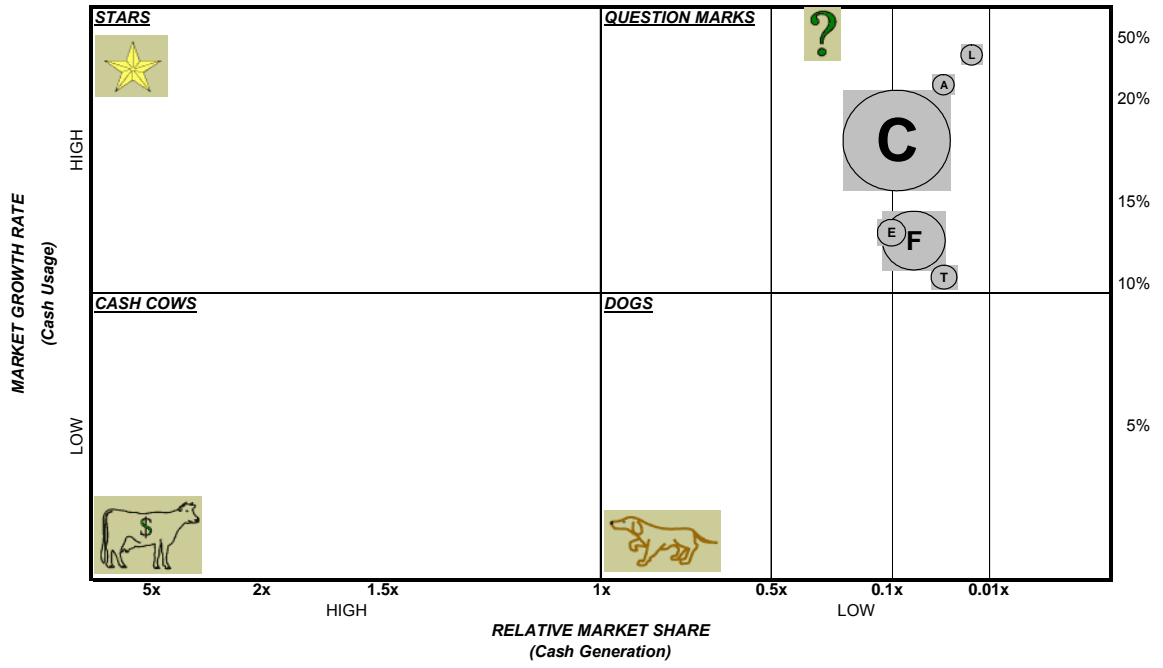 STARS
QUESTION MARKS
?
50%
L
A
20%
HIGH
C
MARKET GROWTH RATE
(Cash Usage)
15%
E
F
T
10%
CASH COWS
DOGS
LOW
5%
$
5x 2x 1.5x 1x 0.5x 0.1x 0.01x
HIGH LOW
RELATIVE MARKET SHARE
(Cash Generation)